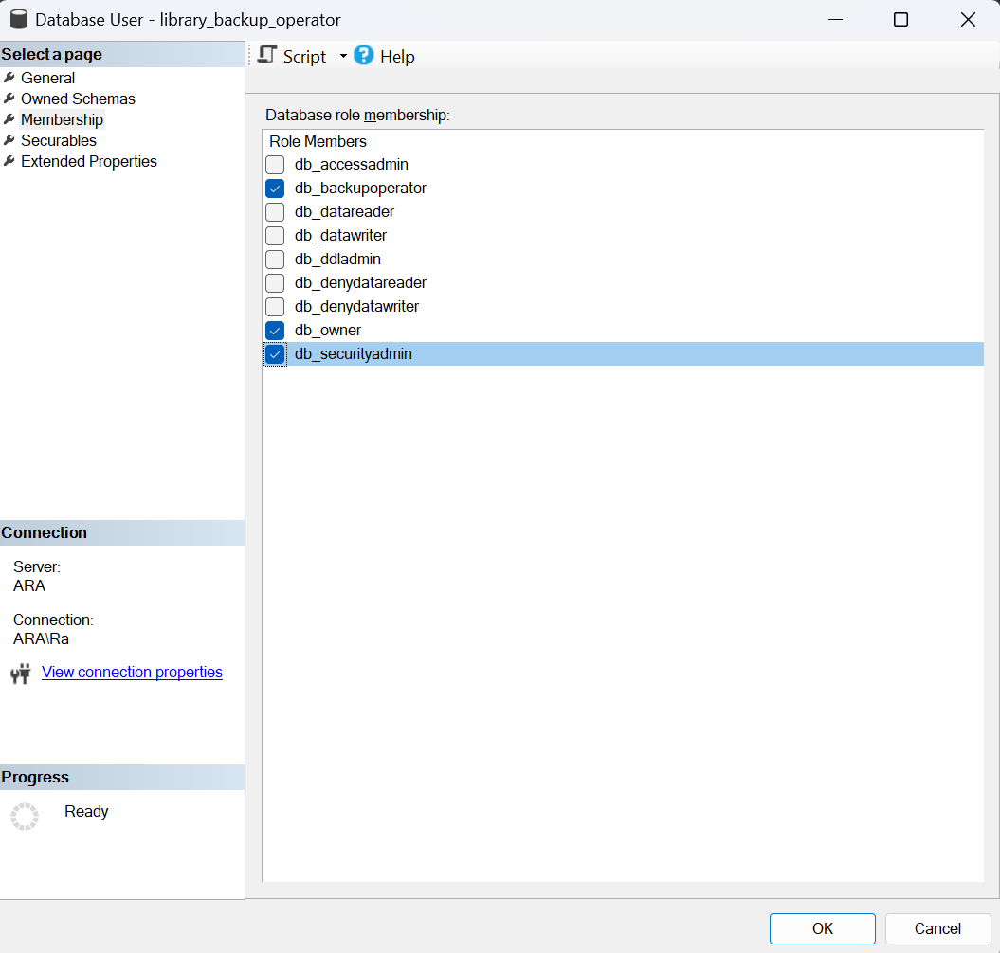 Database User - library_backup_operator
Select a page
General
Owned Schemas
Membership
Securables
Extended Properties
Script
Help
Database role membership:
Role Members
db_accessadmin
db_backupoperator
db_datareader
db_datawriter
db_ddladmin
db_denydatareader
db_denydatawriter
db_owner
db_securityadmin
Connection
Server:
ARA
Connection:
ARA\Ra
View connection properties
Progress
Ready
OK
Cancel